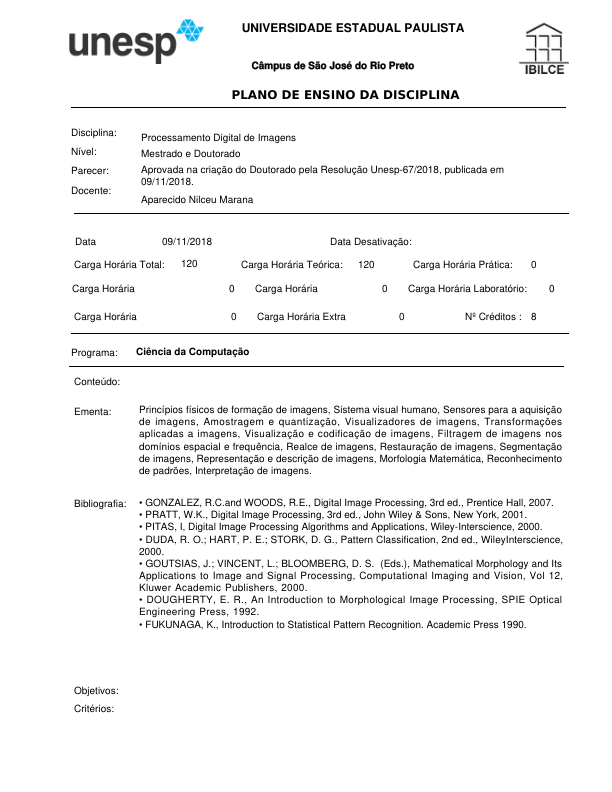 unesp
UNIVERSIDADE ESTADUAL PAULISTA
Câmpus de São José do Rio Preto
IBILCE
PLANO DE ENSINO DA DISCIPLINA
Disciplina: Processamento Digital de Imagens
Nível: Mestrado e Doutorado
Parecer: Aprovada na criação do Doutorado pela Resolução Unesp-67/2018, publicada em
09/11/2018.
Docente: Aparecido Nilceu Marana
Data 09/11/2018 Data Desativação:
Carga Horária Total: 120 Carga Horária Teórica: 120 Carga Horária Prática: 0
Carga Horária 0 Carga Horária 0 Carga Horária Laboratório: 0
Carga Horária 0 Carga Horária Extra 0 Nº Créditos : 8
Programa: Ciência da Computação
Conteúdo:
Ementa: Princípios físicos de formação de imagens, Sistema visual humano, Sensores para a aquisição
de imagens, Amostragem e quantização, Visualizadores de imagens, Transformações
aplicadas a imagens, Visualização e codificação de imagens, Filtragem de imagens nos
domínios espacial e frequência, Realce de imagens, Restauração de imagens, Segmentação
de imagens, Representação e descrição de imagens, Morfologia Matemática, Reconhecimento
de padrões, Interpretação de imagens.
Bibliografia: • GONZALEZ, R.C.and WOODS, R.E., Digital Image Processing, 3rd ed., Prentice Hall, 2007.
• PRATT, W.K., Digital Image Processing, 3rd ed., John Wiley & Sons, New York, 2001.
• PITAS, I, Digital Image Processing Algorithms and Applications, Wiley-Interscience, 2000.
• DUDA, R. O.; HART, P. E.; STORK, D. G., Pattern Classification, 2nd ed., WileyInterscience,
2000.
• GOUTSIAS, J.; VINCENT, L.; BLOOMBERG, D. S. (Eds.), Mathematical Morphology and Its
Applications to Image and Signal Processing, Computational Imaging and Vision, Vol 12,
Kluwer Academic Publishers, 2000.
• DOUGHERTY, E. R., An Introduction to Morphological Image Processing, SPIE Optical
Engineering Press, 1992.
• FUKUNAGA, K., Introduction to Statistical Pattern Recognition. Academic Press 1990.
Objetivos:
Critérios: